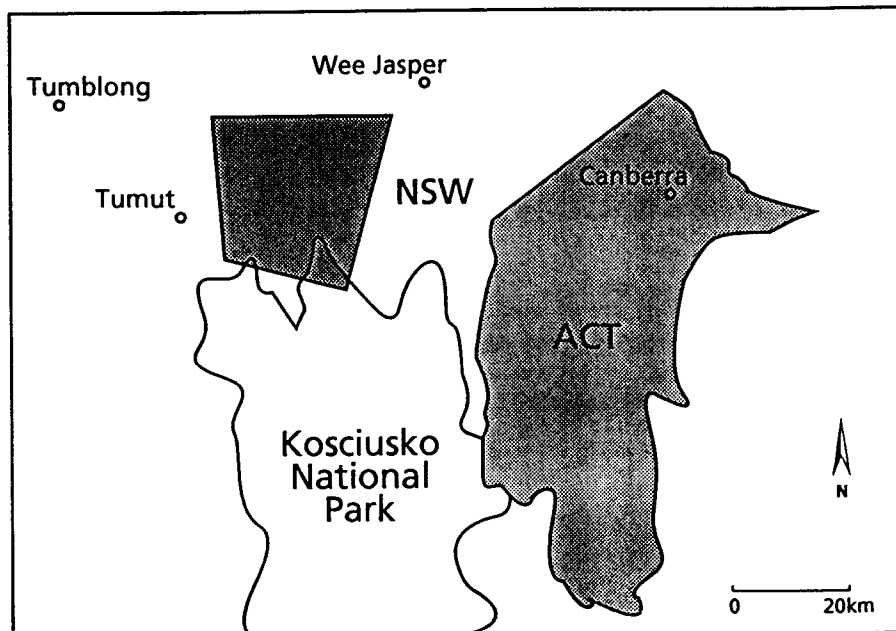 Wee Jasper
Tumblong
Canberra
NSW
Tumut
ACT
Kosciusko
National
Park
N
0 20km